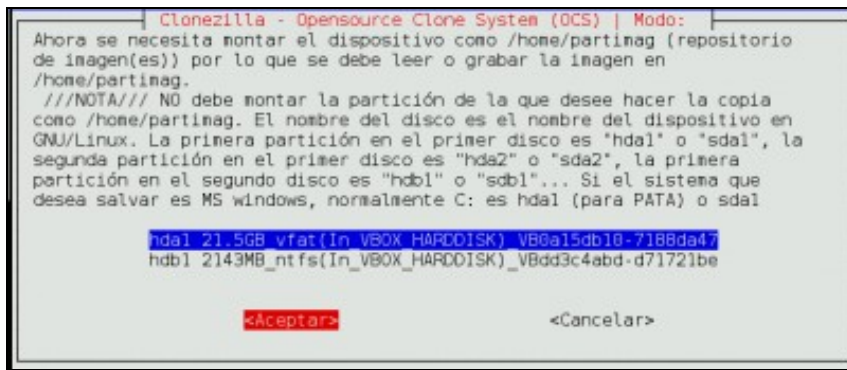 Clonezilla - Opensource Clone System (OCS) | Modo:
Ahora se necesita montar el dispositivo como /home/partimag (repositorio
de imagen(es)) por lo que se debe leer o grabar la imagen en
/home/partimag.
///NOTA/// NO debe montar la partición de la que desee hacer la copia
como /home/partimag. El nombre del disco es el nombre del dispositivo en
GNU/Linux. La primera partición en el primer disco es "hda1" o "sda1", la
segunda partición en el primer disco es "hda2" o "sda2", la primera
partición en el segundo disco es "hdb1" o "sdb1"... Si el sistema que
desea salvar es MS windows, normalmente C: es hda1 (para PATA) o sda1
hda1 21.5GB_vfat(In_VBOX_HARDDISK)_VB0a15db10-7188da47
hdb1 2143MB_ntfs(In_VBOX_HARDDISK)_VBdd3c4abd-d71721be
<Aceptar> <Cancelar>